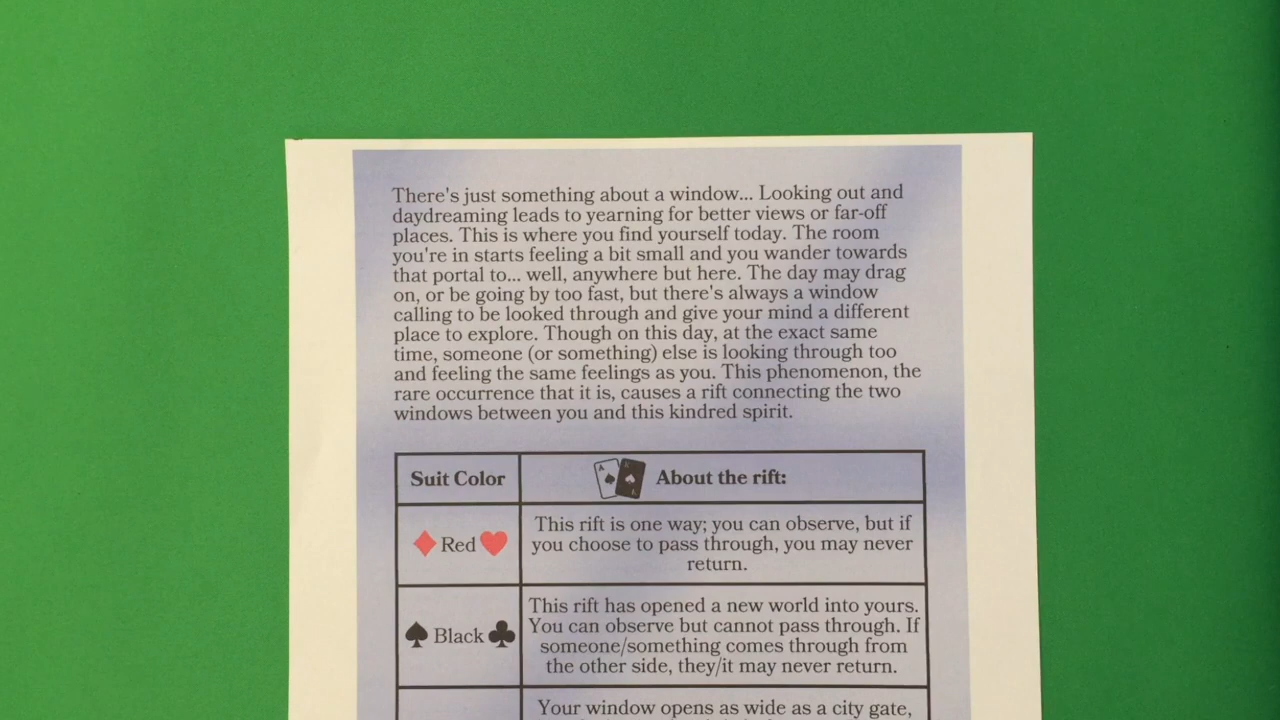 There's just something about a window... Looking out and
daydreaming leads to yearning for better views or far-off
places. This is where you find yourself today. The room
you're in starts feeling a bit small and you wander towards
that portal to... well, anywhere but here. The day may drag
on, or be going by too fast, but there's always a window
calling to be looked through and give your mind a different
place to explore. Though on this day, at the exact same
time, someone (or something) else is looking through too
and feeling the same feelings as you. This phenomenon, the
rare occurrence that it is, causes a rift connecting the two
windows between you and this kindred spirit.
Suit Color
About the rift:
Red
This rift is one way; you can observe, but if
you choose to pass through, you may never
return.
Black
This rift has opened a new world into yours.
You can observe but cannot pass through. If
someone/something comes through from
the other side, they/it may never return.
Your window opens as wide as a city gate,